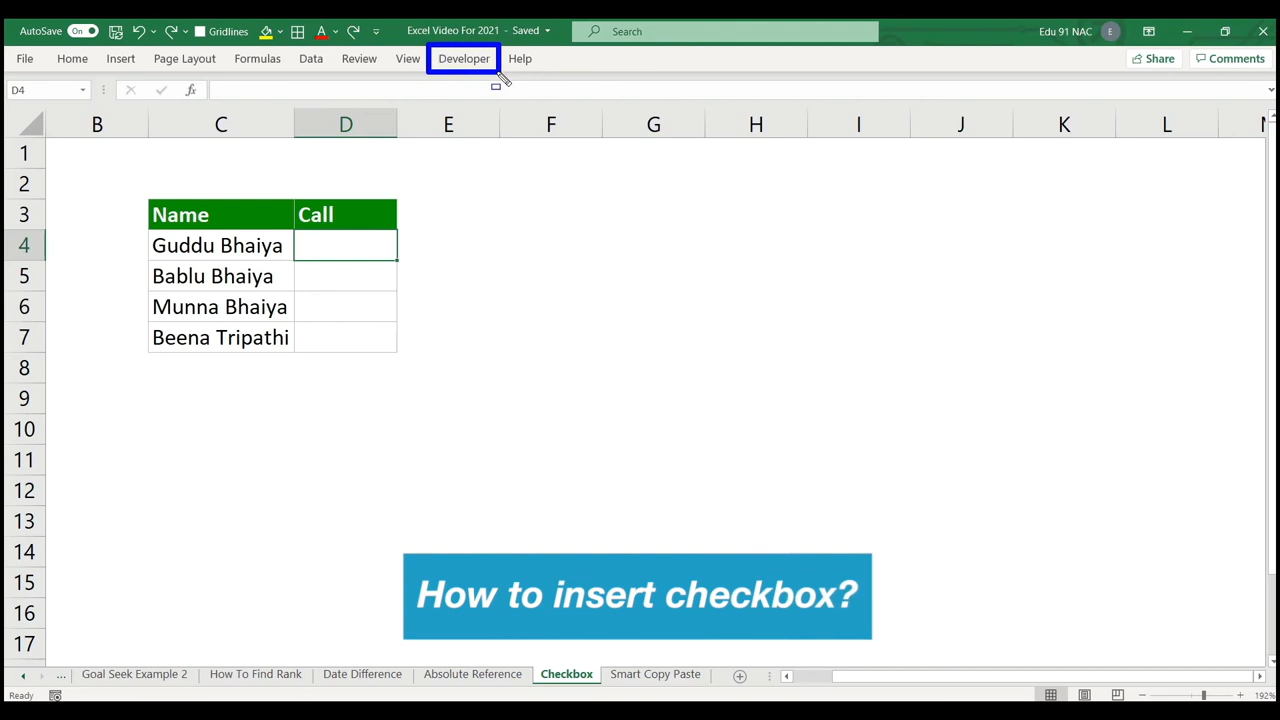 AutoSave On Gridlines A Excel Video For 2021 - Saved Search Edu 91 NAC E
File Home Insert Page Layout Formulas Data Review View Developer Help Share Comments
D4 fx
B C D E F G H I J K L
1
2
3 Name Call
4 Guddu Bhaiya
5 Bablu Bhaiya
6 Munna Bhaiya
7 Beena Tripathi
8
9
10
11
12
13
14
How to insert checkbox?
15
16
17
... Goal Seek Example 2 How To Find Rank Date Difference Absolute Reference Checkbox Smart Copy Paste
Ready 192%